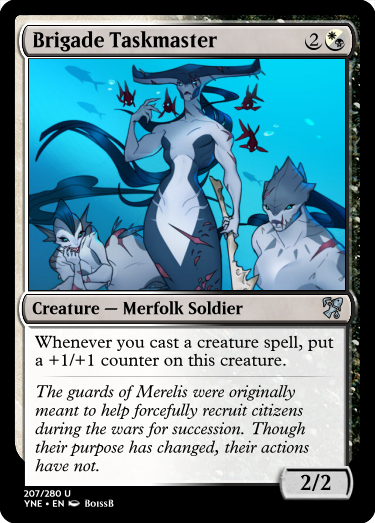 Brigade Taskmaster 2
Creature — Merfolk Soldier
Whenever you cast a creature spell, put
a +1/+1 counter on this creature.
The guards of Merelis were originally
meant to help forcefully recruit citizens
during the wars for succession. Though
their purpose has changed, their actions
have not.
2/2
207/280 U
YNE • EN BoissB